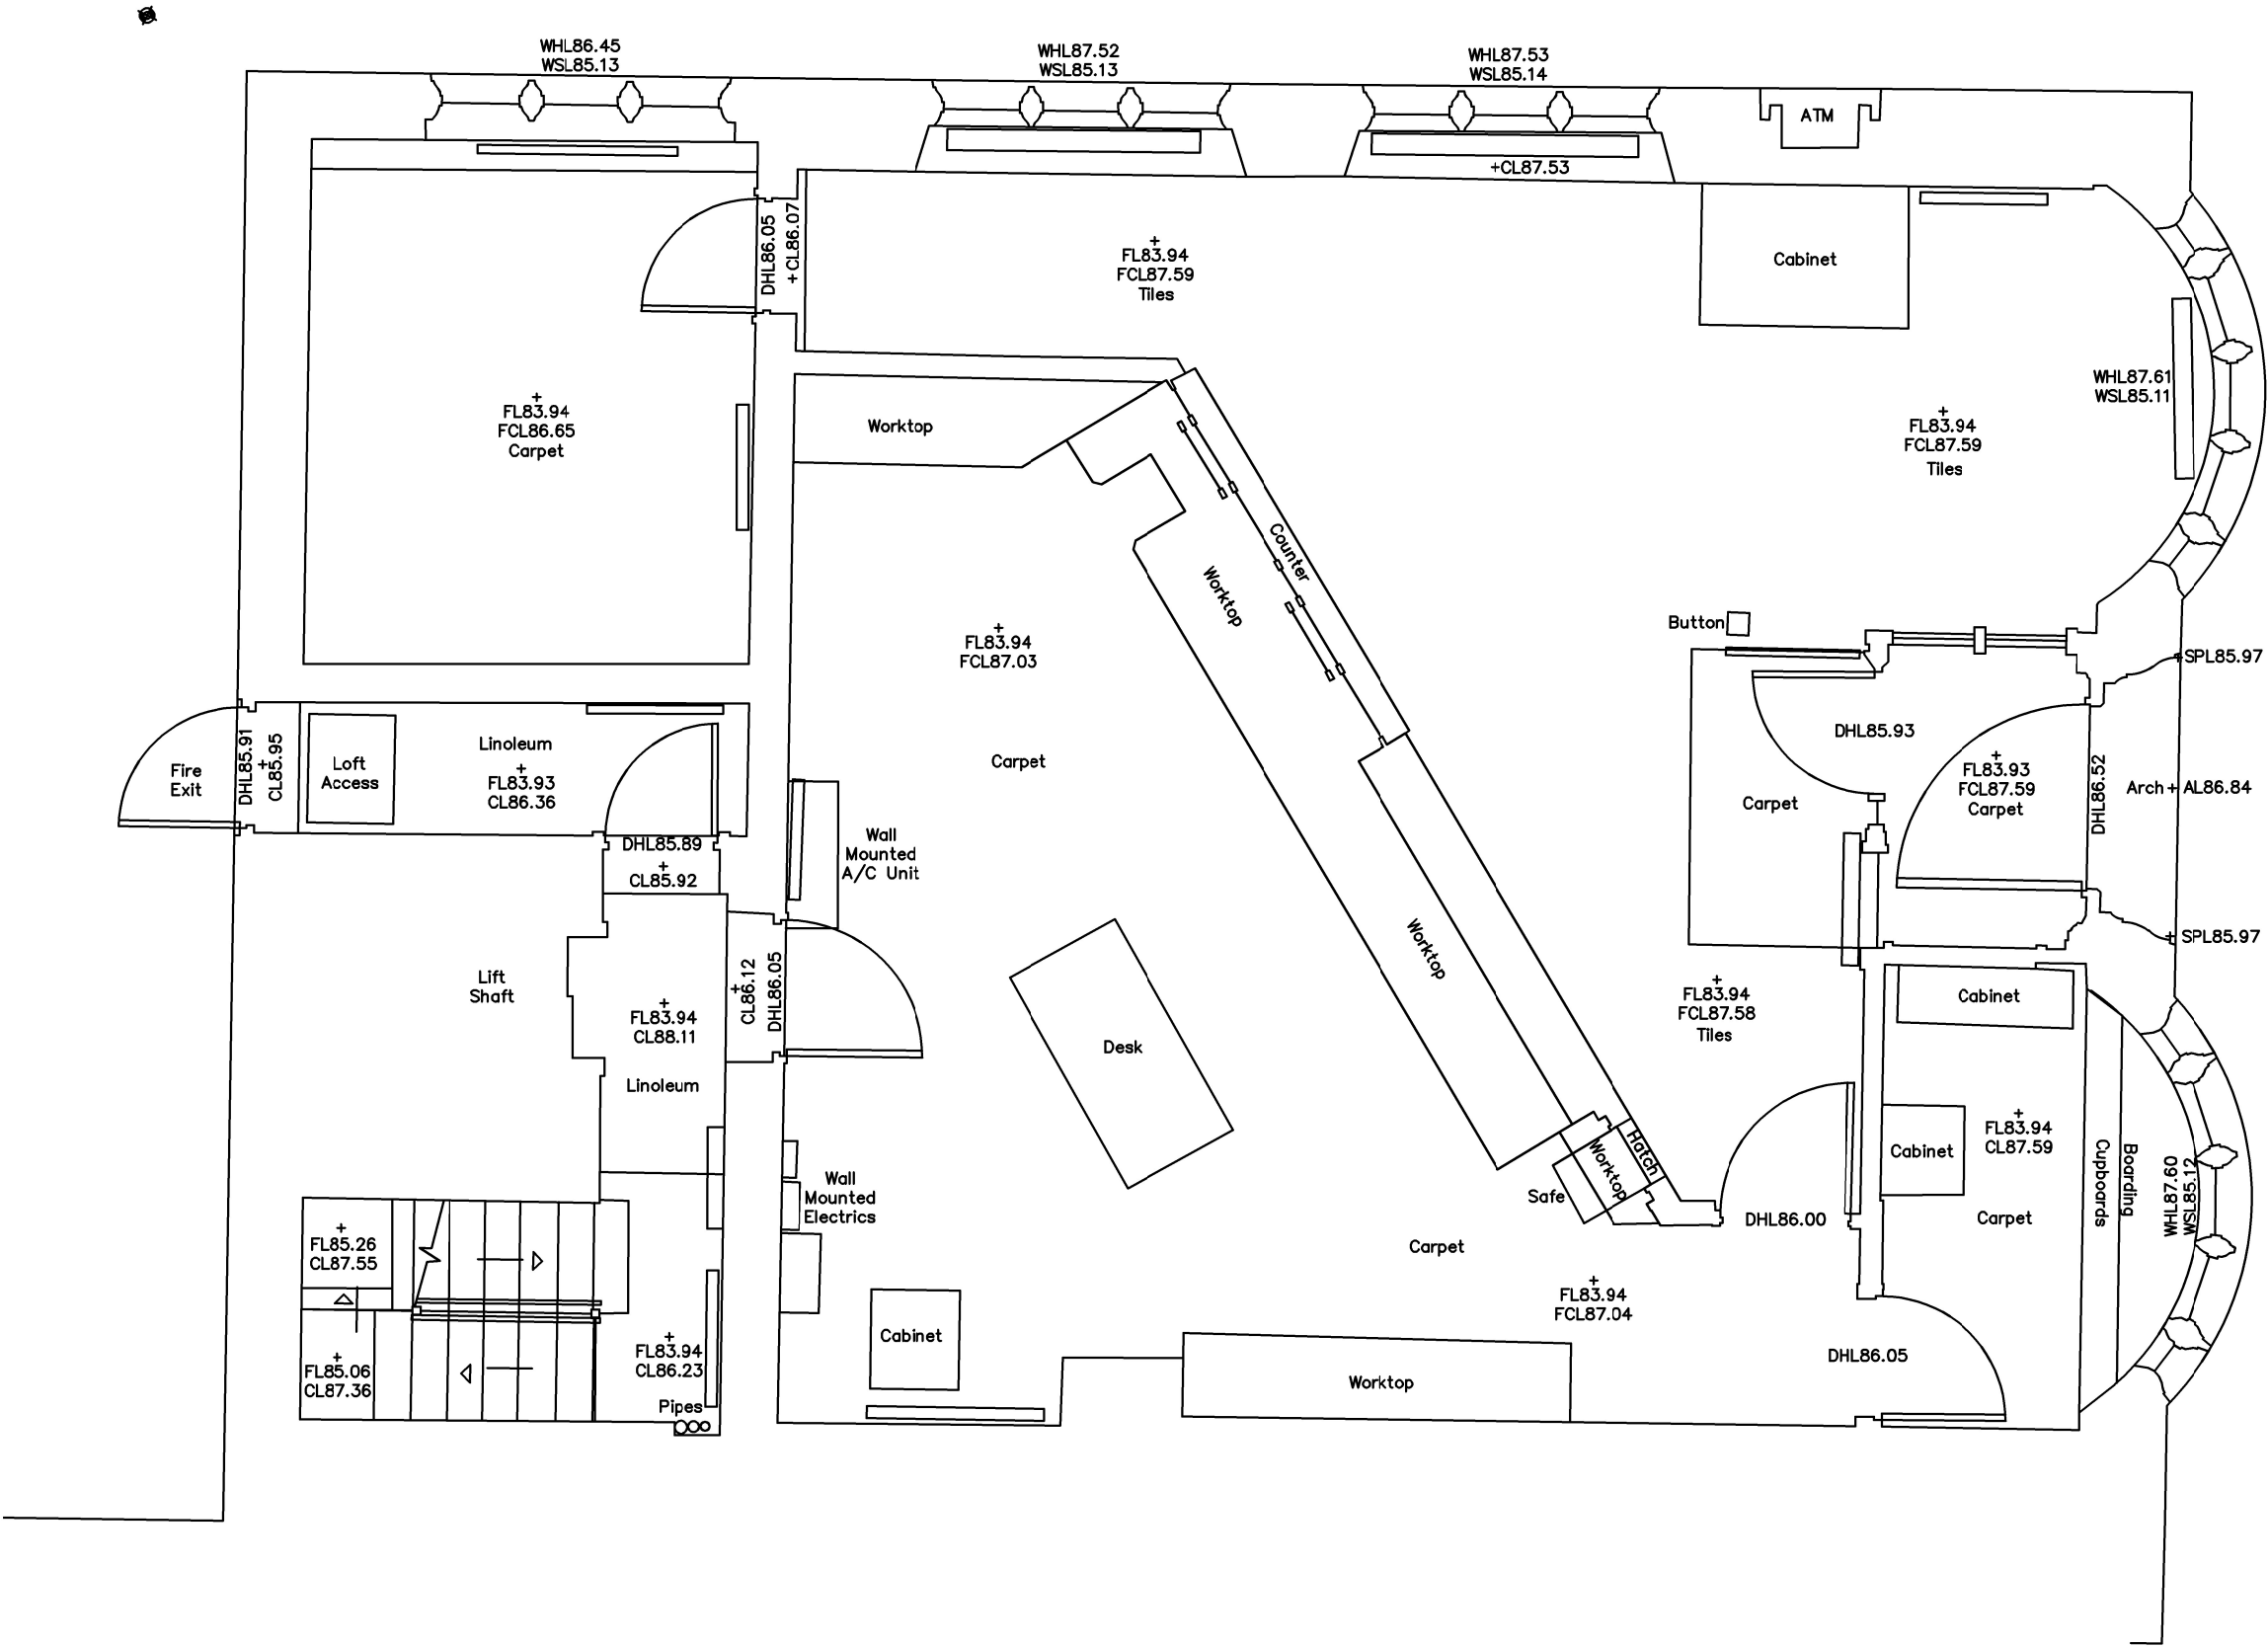 WHL86.45
WSL85.13
WHL87.52
WSL85.13
WHL87.53
WSL85.14
ATM
+CL87.53
DHL86.05
+CL86.07
FL83.94
FCL87.59
Tiles
Cabinet
FL83.94
FCL86.65
Carpet
Worktop
WHL87.61
WSL85.11
FL83.94
FCL87.59
Tiles
Counter
Worktop
Button
FL83.94
FCL87.03
SPL85.97
Fire
Exit
DHL85.91
CL85.95
Loft
Access
Linoleum
FL83.93
CL86.36
Carpet
DHL85.93
FL83.93
FCL87.59
Carpet
DHL86.52
Arch+ AL86.84
Carpet
DHL85.89
CL85.92
Wall
Mounted
A/C Unit
SPL85.97
Lift
Shaft
CL86.12
DHL86.05
Worktop
FL83.94
FCL87.58
Tiles
Cabinet
FL83.94
CL88.11
Linoleum
Desk
FL83.94
CL87.59
Cabinet
Carpet
Cupboards
Boarding
WHL87.60
WSL85.12
Hatch
Worktop
Safe
DHL86.00
Wall
Mounted
Electrics
FL85.26
CL87.55
Carpet
FL83.94
FCL87.04
Cabinet
FL83.94
CL86.23
DHL86.05
FL85.06
CL87.36
Worktop
Pipes